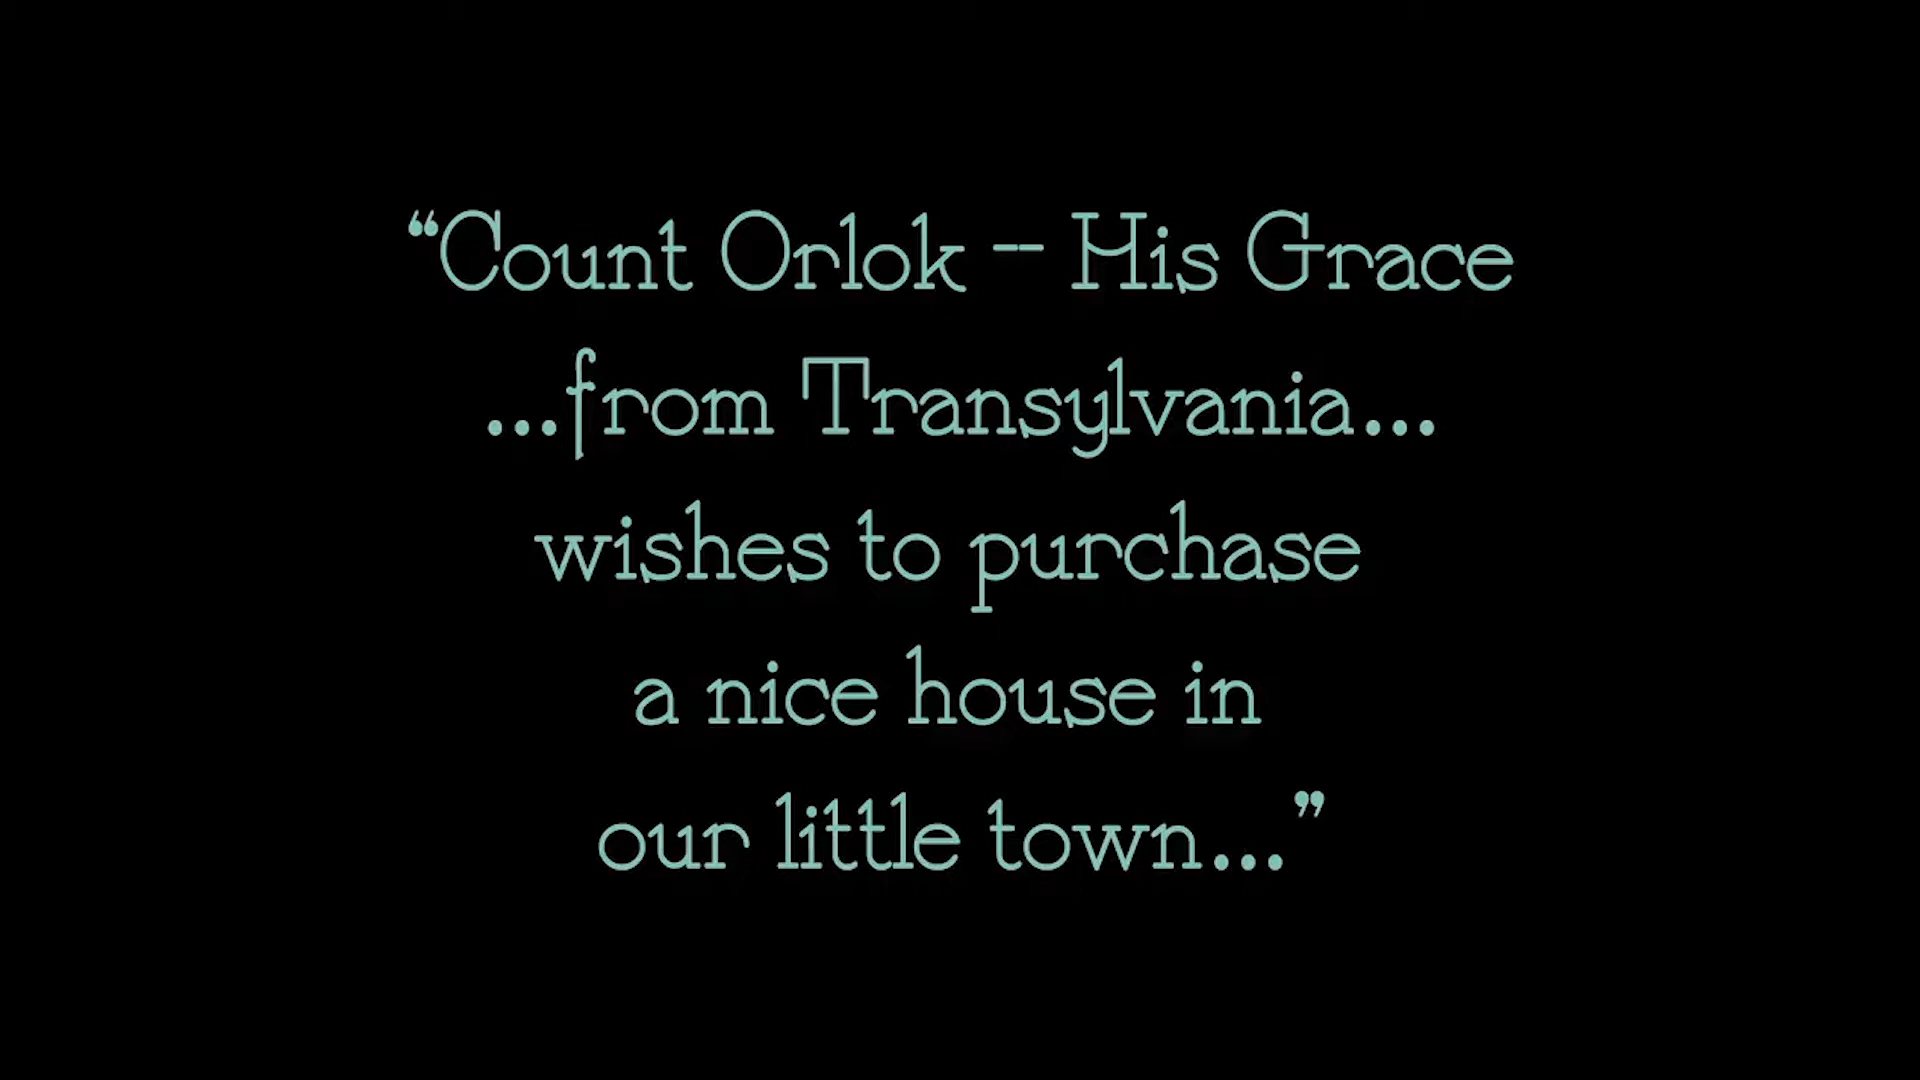 “Count Orlok -- His Grace
...from Transylvania...
wishes to purchase
a nice house in
our little town...”